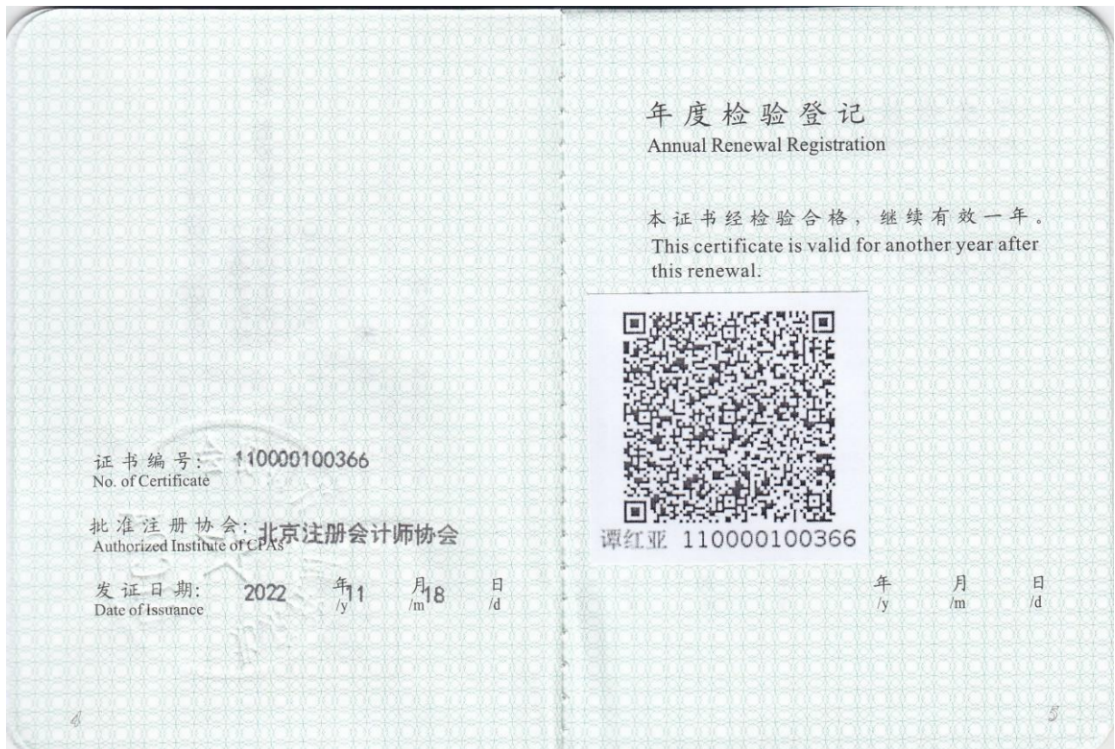 证书编号: 110000100366
No. of Certificate
批准注册协会: 北京注册会计师协会
Authorized Institute of CPAs
发证日期: 2022 年 11 月 18 日
Date of Issuance /y /m /d
4
年度检验登记
Annual Renewal Registration
本证书经检验合格，继续有效一年。
This certificate is valid for another year after
this renewal.
谭红亚 110000100366
年 月 日
/y /m /d
5